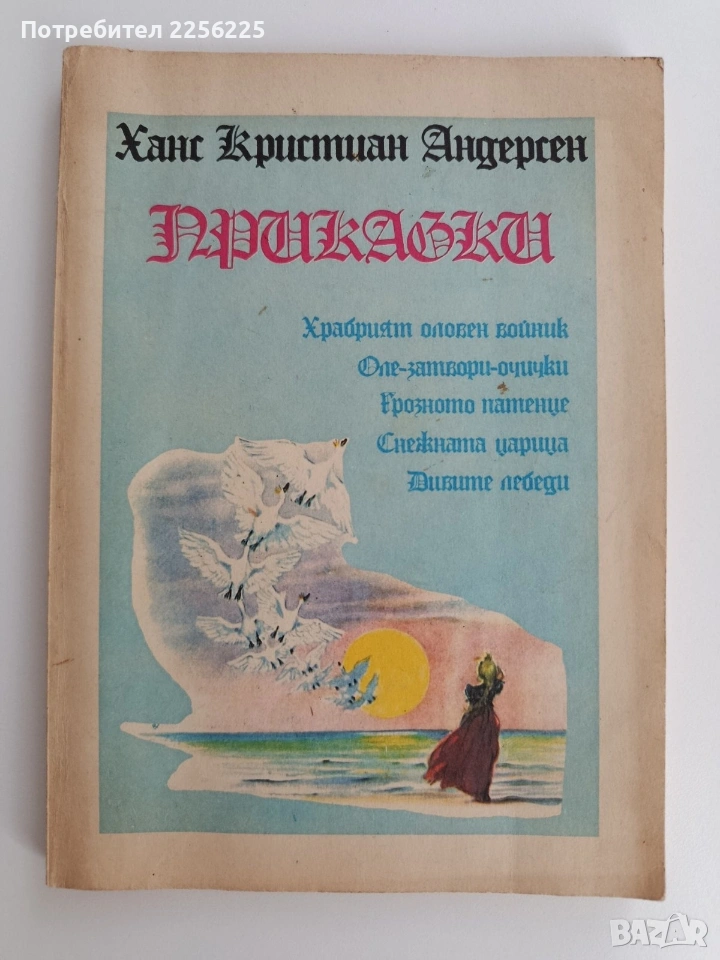 Потребител 2256225
Ханс Кристиан Андерсен
ПРИКАЗКИ
Храбрият оловен войник
Оле-затвори-очички
Грозното патенце
Снежната царица
Дивите лебеди
BAZAR